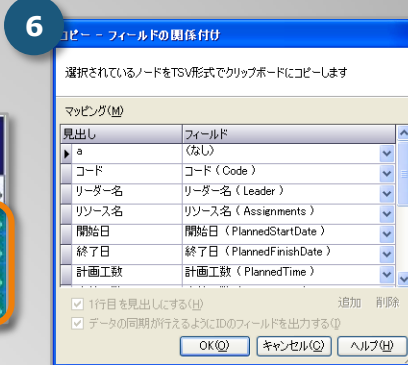 6
コピー - フィールドの関係付け
選択されているノードをTSV形式でクリップボードにコピーします
マッピング(M)
見出し フィールド
a (なし)
コード コード ( Code )
リーダー名 リーダー名 ( Leader )
リソース名 リソース名 ( Assignments )
開始日 開始日 ( PlannedStartDate )
終了日 終了日 ( PlannedFinishDate )
計画工数 計画工数 ( PlannedTime )
1行目を見出しにする(H) 追加 削除
データの同期が行えるようにIDのフィールドを出力する(I)
OK(O) キャンセル(C) ヘルプ(H)